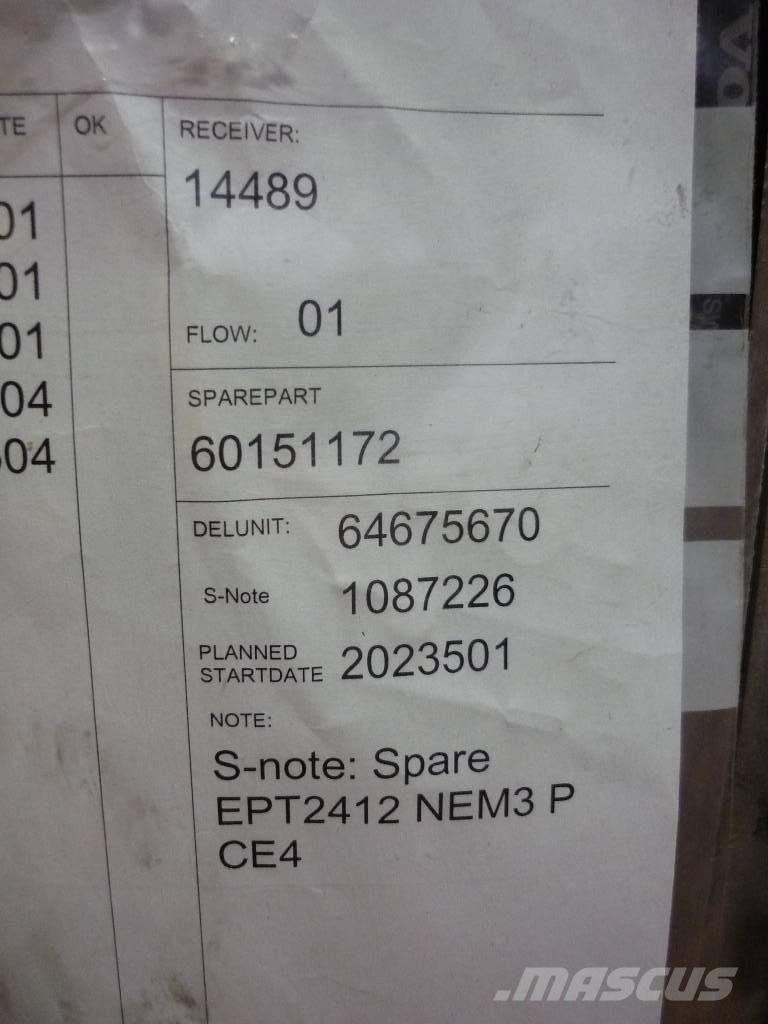 TE
OK
01
01
01
04
04
RECEIVER:
14489
FLOW: 01
SPAREPART
60151172
DELUNIT: 64675670
S-Note 1087226
PLANNED
STARTDATE 2023501
NOTE:
S-note: Spare
EPT2412 NEM3 P
CE4
VO
.MASCUS